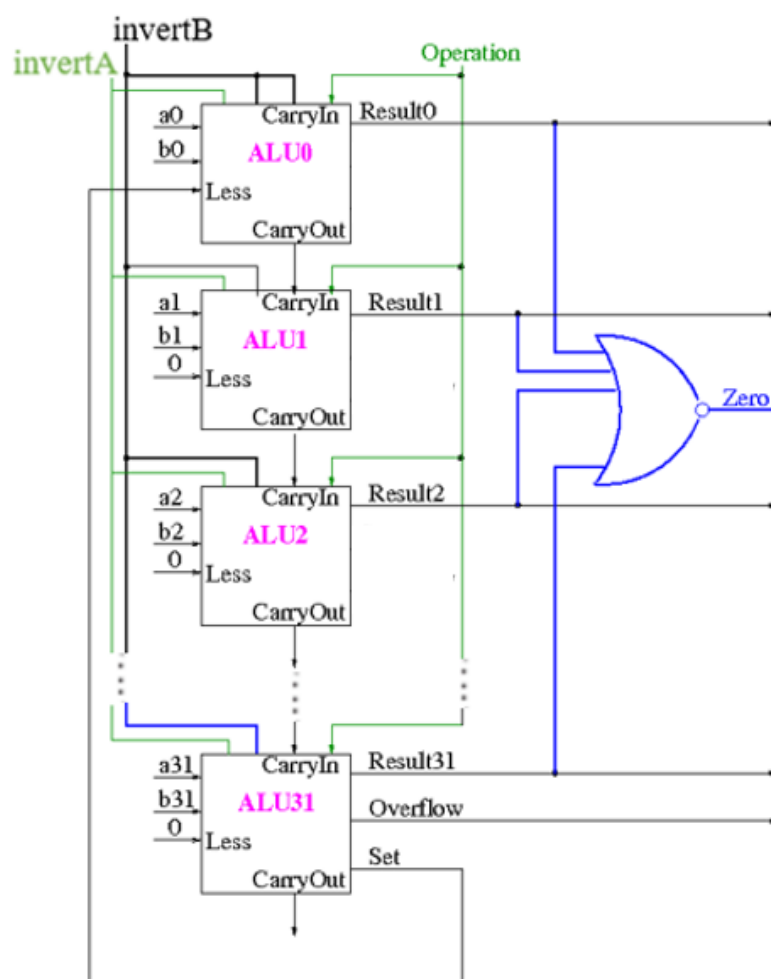 invertB
invertA
Operation
a0
CarryIn
Result0
b0
ALU0
Less
CarryOut
a1
CarryIn
Result1
b1
ALU1
0
Less
CarryOut
Zero
a2
CarryIn
Result2
b2
ALU2
0
Less
CarryOut
a31
CarryIn
Result31
b31
ALU31
Overflow
0
Less
Set
CarryOut